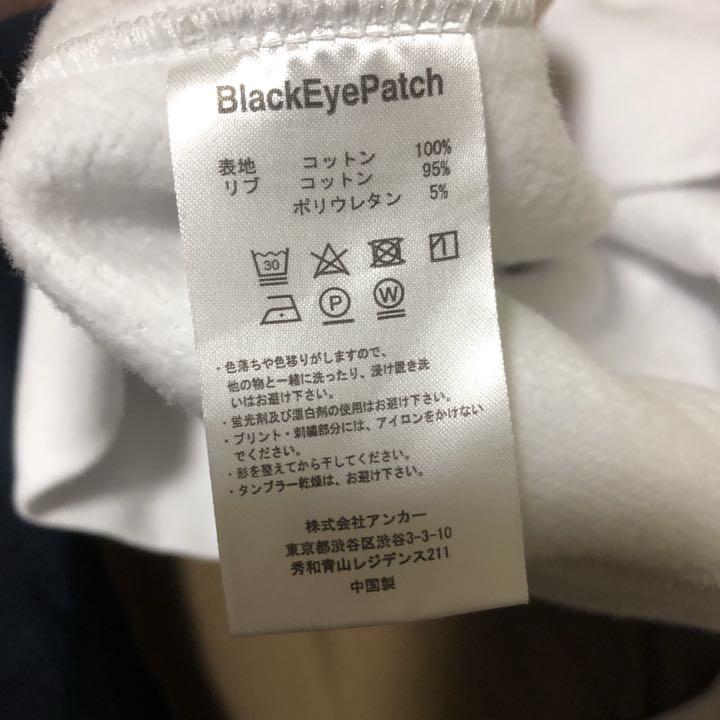 BlackEyePatch
表地 コットン 100%
リブ コットン 95%
ポリウレタン 5%
30
P W
・色落ちや色移りがしますので、
他の物と一緒に洗ったり、浸け置き洗
いはお避け下さい。
・蛍光剤及び漂白剤の使用はお避け下さい。
・プリント・刺繍部分には、アイロンをかけない
でください。
・形を整えてから干してください。
・タンブラー乾燥は、お避け下さい。
株式会社アンカー
東京都渋谷区渋谷3-3-10
秀和青山レジデンス211
中国製